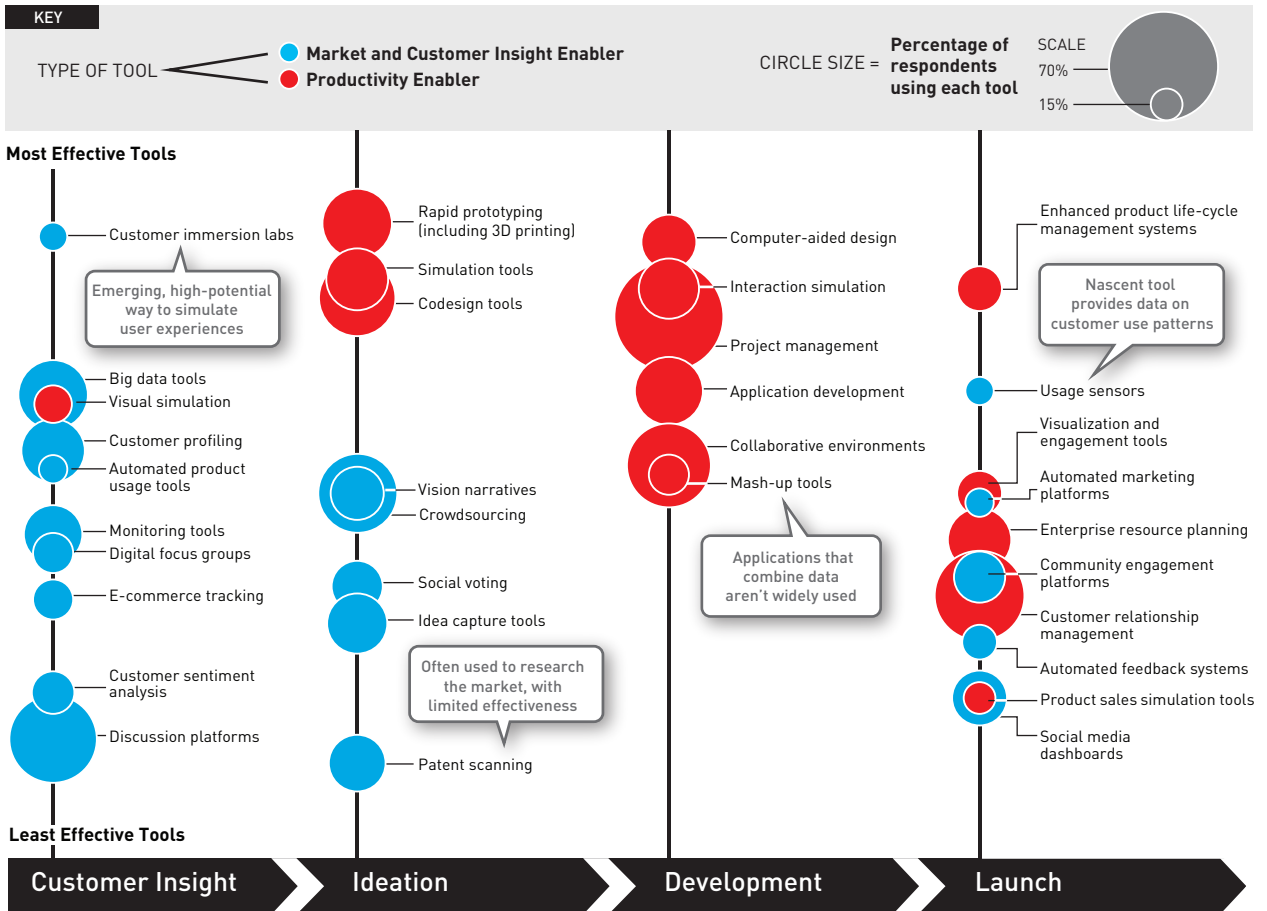 KEY
TYPE OF TOOL
Market and Customer Insight Enabler
Productivity Enabler
CIRCLE SIZE =
Percentage of
respondents
using each tool
SCALE
70%
15%
Most Effective Tools
Customer immersion labs
Emerging, high-potential
way to simulate
user experiences
Big data tools
Visual simulation
Customer profiling
Automated product
usage tools
Monitoring tools
Digital focus groups
E-commerce tracking
Customer sentiment
analysis
Discussion platforms
Rapid prototyping
(including 3D printing)
Simulation tools
Codesign tools
Vision narratives
Crowdsourcing
Social voting
Idea capture tools
Often used to research
the market, with
limited effectiveness
Patent scanning
Computer-aided design
Interaction simulation
Project management
Application development
Collaborative environments
Mash-up tools
Applications that
combine data
aren't widely used
Enhanced product life-cycle
management systems
Nascent tool
provides data on
customer use patterns
Usage sensors
Visualization and
engagement tools
Automated marketing
platforms
Enterprise resource planning
Community engagement
platforms
Customer relationship
management
Automated feedback systems
Product sales simulation tools
Social media
dashboards
Least Effective Tools
Customer Insight
Ideation
Development
Launch